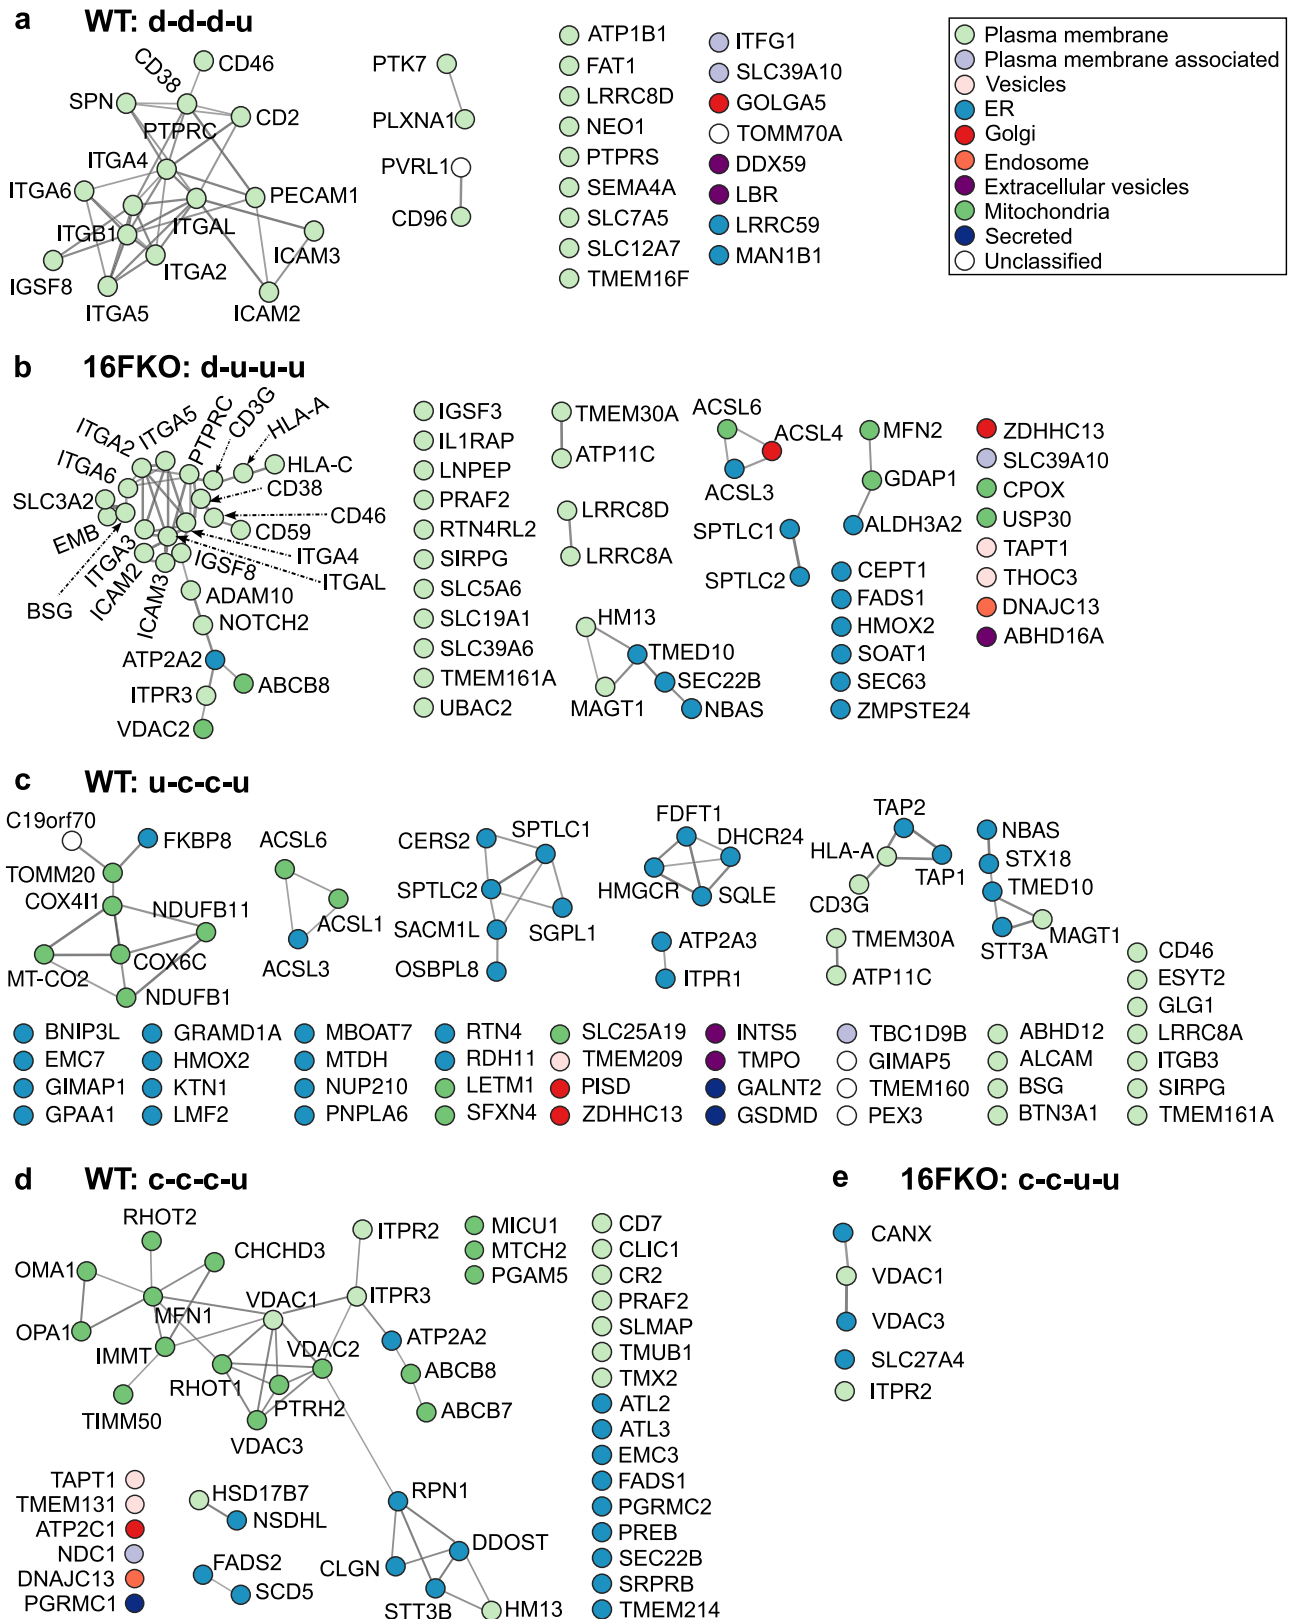 a WT: d-d-d-u
CD38
CD46
SPN
CD2
PTPRC
ITGA4
ITGA6
PECAM1
ITGAL
ITGB1
ICAM3
ITGA2
IGSF8
ITGA5
ICAM2
PTK7
PLXNA1
PVRL1
CD96
ATP1B1
FAT1
LRRC8D
NEO1
PTPRS
SEMA4A
SLC7A5
SLC12A7
TMEM16F
ITFG1
SLC39A10
GOLGA5
TOMM70A
DDX59
LBR
LRRC59
MAN1B1
Plasma membrane
Plasma membrane associated
Vesicles
ER
Golgi
Endosome
Extracellular vesicles
Mitochondria
Secreted
Unclassified
b 16FKO: d-u-u-u
ITGA2
ITGA5
PTPRC
CD3G
HLA-A
ITGA6
HLA-C
SLC3A2
CD38
CD46
EMB
CD59
ITGA3
ITGA4
IGSF8
ITGAL
BSG
ICAM2
ICAM3
ADAM10
NOTCH2
ATP2A2
ABCB8
ITPR3
VDAC2
IGSF3
IL1RAP
LNPEP
PRAF2
RTN4RL2
SIRPG
SLC5A6
SLC19A1
SLC39A6
TMEM161A
UBAC2
TMEM30A
ATP11C
LRRC8D
LRRC8A
HM13
TMED10
SEC22B
MAGT1
NBAS
ACSL6
ACSL4
ACSL3
SPTLC1
SPTLC2
MFN2
GDAP1
ALDH3A2
CEPT1
FADS1
HMOX2
SOAT1
SEC63
ZMPSTE24
ZDHHC13
SLC39A10
CPOX
USP30
TAPT1
THOC3
DNAJC13
ABHD16A
c WT: u-c-c-u
C19orf70
FKBP8
TOMM20
COX4I1
NDUFB11
COX6C
MT-CO2
NDUFB1
ACSL6
ACSL1
ACSL3
CERS2
SPTLC1
SPTLC2
SACM1L
SGPL1
OSBPL8
FDFT1
DHCR24
HMGCR
SQLE
ATP2A3
ITPR1
TAP2
HLA-A
TAP1
CD3G
TMEM30A
ATP11C
NBAS
STX18
TMED10
MAGT1
STT3A
CD46
ESYT2
GLG1
LRRC8A
ITGB3
SIRPG
TMEM161A
BNIP3L
EMC7
GIMAP1
GPAA1
GRAMD1A
HMOX2
KTN1
LMF2
MBOAT7
MTDH
NUP210
PNPLA6
RTN4
RDH11
LETM1
SFXN4
SLC25A19
TMEM209
PISD
ZDHHC13
INTS5
TMPO
GALNT2
GSDMD
TBC1D9B
GIMAP5
TMEM160
PEX3
ABHD12
ALCAM
BSG
BTN3A1
d WT: c-c-c-u
RHOT2
CHCHD3
OMA1
MFN1
OPA1
IMMT
TIMM50
VDAC1
VDAC2
RHOT1
PTRH2
VDAC3
ITPR2
ITPR3
ATP2A2
ABCB8
ABCB7
MICU1
MTCH2
PGAM5
TAPT1
TMEM131
ATP2C1
NDC1
DNAJC13
PGRMC1
HSD17B7
NSDHL
FADS2
SCD5
RPN1
DDOST
CLGN
STT3B
HM13
CD7
CLIC1
CR2
PRAF2
SLMAP
TMUB1
TMX2
ATL2
ATL3
EMC3
FADS1
PGRMC2
PREB
SEC22B
SRPRB
TMEM214
e 16FKO: c-c-u-u
CANX
VDAC1
VDAC3
SLC27A4
ITPR2